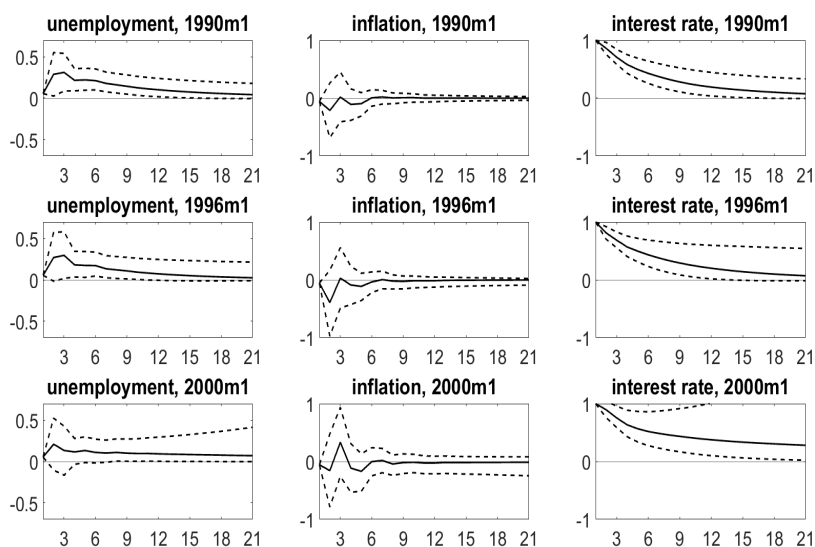 unemployment, 1990m1 inflation, 1990m1 interest rate, 1990m1
0.5 1 1
0 0 0
-0.5
-1 -1
3 6 9 12 15 18 21 3 6 9 12 15 18 21 3 6 9 12 15 18 21
unemployment, 1996m1 inflation, 1996m1 interest rate, 1996m1
0.5 1 1
0 0 0
-0.5
-1 -1
3 6 9 12 15 18 21 3 6 9 12 15 18 21 3 6 9 12 15 18 21
unemployment, 2000m1 inflation, 2000m1 interest rate, 2000m1
0.5 1 1
0 0 0
-0.5
-1 -1
3 6 9 12 15 18 21 3 6 9 12 15 18 21 3 6 9 12 15 18 21